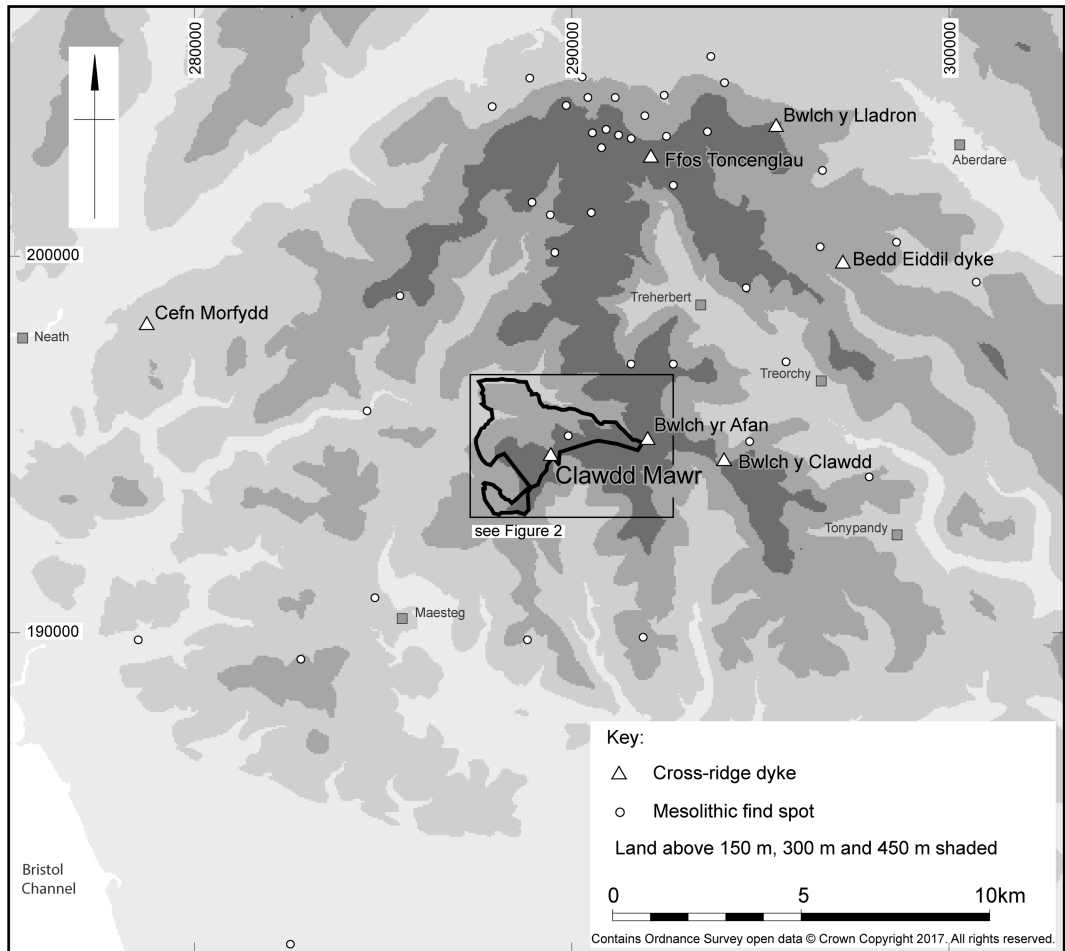 280000
290000
300000
Bwlch y Lladron
Aberdare
Ffos Toncenglau
200000
Bedd Eiddil dyke
Treherbert
Cefn Morfydd
Neath
Treorchy
Bwlch yr Afan
Bwlch y Clawdd
Clawdd Mawr
see Figure 2
Tonypandy
Maesteg
190000
Key:
Cross-ridge dyke
Mesolithic find spot
Land above 150 m, 300 m and 450 m shaded
0 5 10km
Bristol
Channel
Contains Ordnance Survey open data © Crown Copyright 2017. All rights reserved.